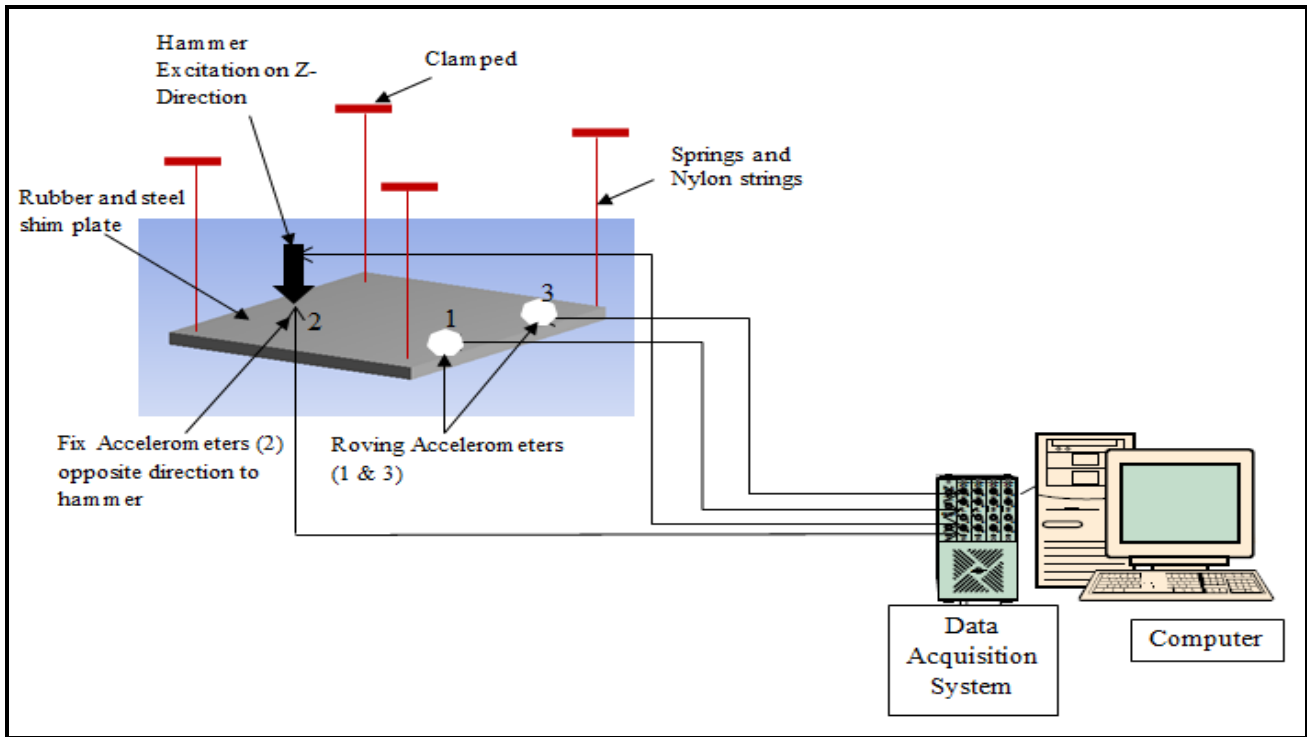 Hammer
Excitation on Z-
Direction
Clamped
Springs and
Nylon strings
Rubber and steel
shim plate
3
1
2
Fix Accelerometers (2)
opposite direction to
hammer
Roving Accelerometers
(1 & 3)
Data
Acquisition
System
Computer